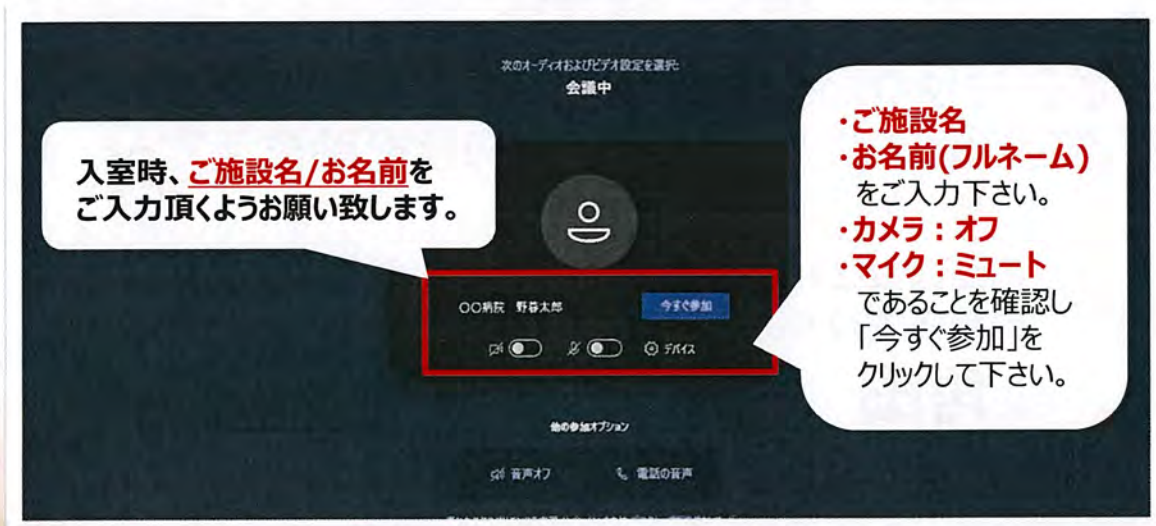 次のオーディオおよびビデオ設定を選択:
会議中
入室時、ご施設名/お名前を
ご入力頂くようお願い致します。
・ご施設名
・お名前(フルネーム)
をご入力下さい。
・カメラ：オフ
・マイク：ミュート
であることを確認し
「今すぐ参加」を
クリックして下さい。
〇〇病院 野暮太郎
今すぐ参加
デバイス
他の参加オプション
音声オフ
電話の音声